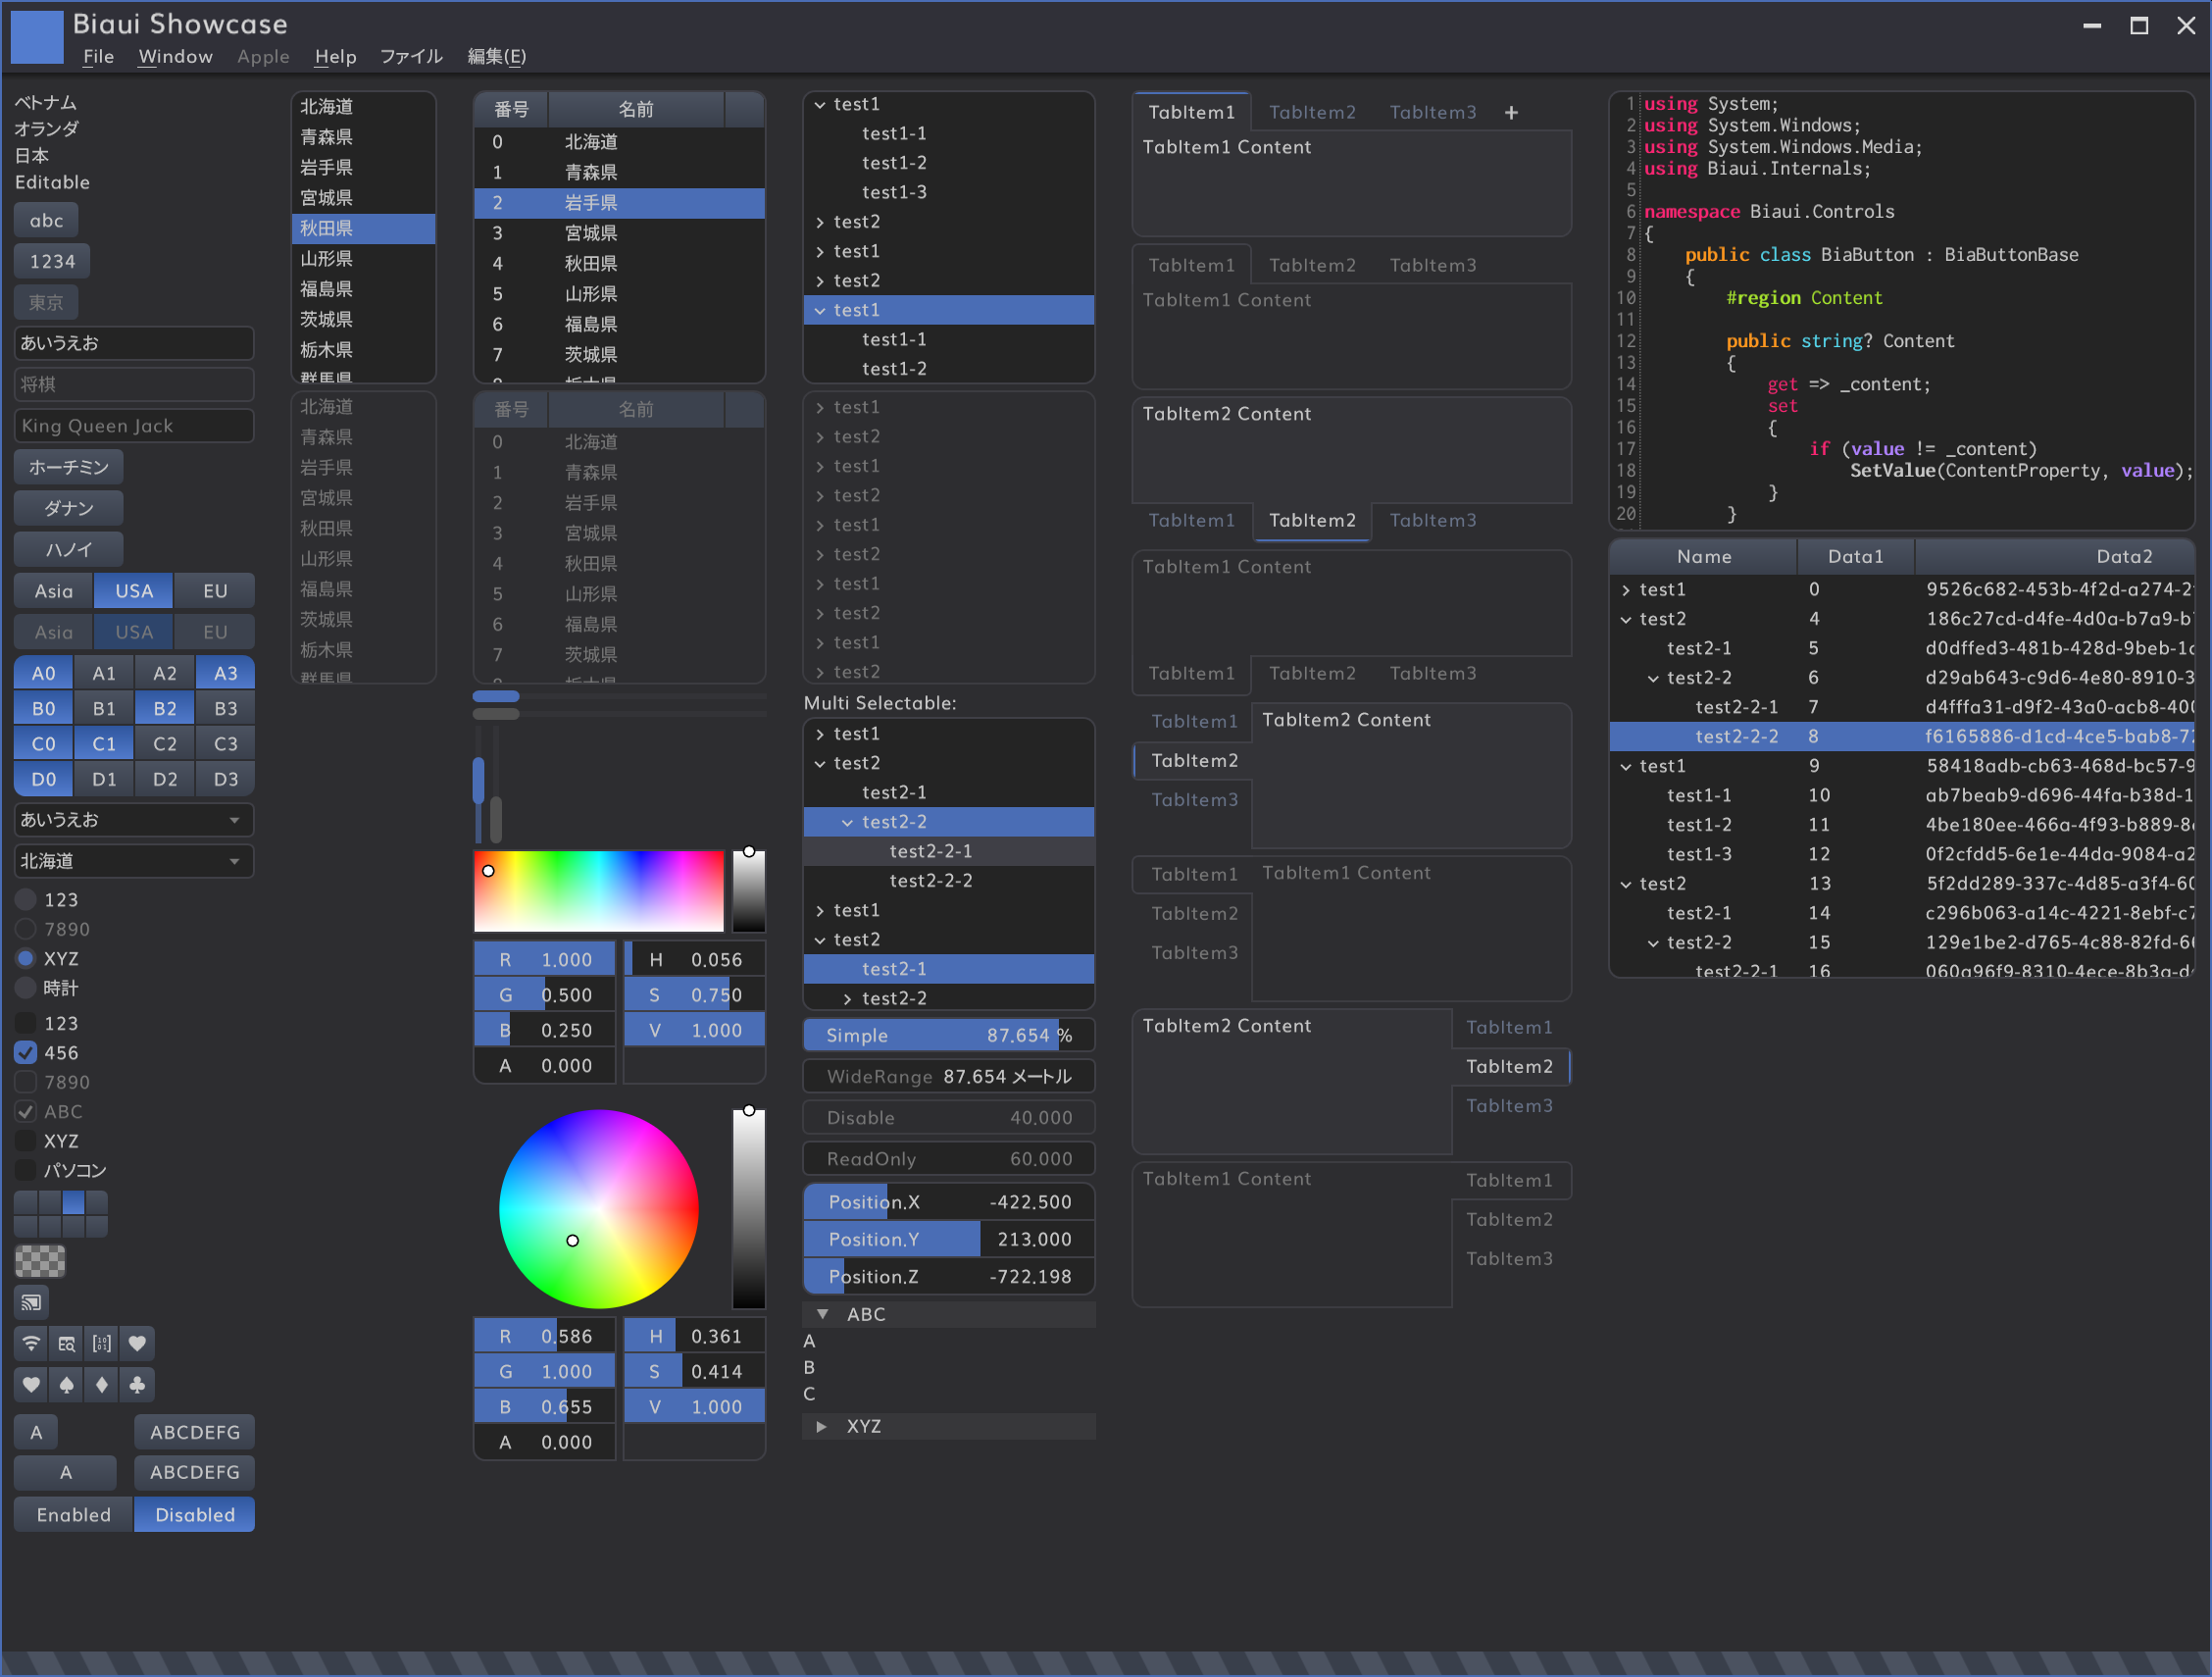 Biaui Showcase
File Window Apple Help ファイル 編集(E)
ベトナム
オランダ
日本
Editable
abc
1234
東京
あいうえお
将棋
King Queen Jack
ホーチミン
ダナン
ハノイ
Asia USA EU
Asia USA EU
A0 A1 A2 A3
B0 B1 B2 B3
C0 C1 C2 C3
D0 D1 D2 D3
あいうえお
北海道
123
7890
XYZ
時計
123
456
7890
ABC
XYZ
パソコン
A ABCDEFG
A ABCDEFG
Enabled Disabled
北海道
青森県
岩手県
宮城県
秋田県
山形県
福島県
茨城県
栃木県
群馬県
北海道
青森県
岩手県
宮城県
秋田県
山形県
福島県
茨城県
栃木県
群馬県
番号 名前
0 北海道
1 青森県
2 岩手県
3 宮城県
4 秋田県
5 山形県
6 福島県
7 茨城県
番号 名前
0 北海道
1 青森県
2 岩手県
3 宮城県
4 秋田県
5 山形県
6 福島県
7 茨城県
R 1.000 H 0.056
G 0.500 S 0.750
B 0.250 V 1.000
A 0.000
R 0.586 H 0.361
G 1.000 S 0.414
B 0.655 V 1.000
A 0.000
test1
test1-1
test1-2
test1-3
test2
test1
test2
test1
test1-1
test1-2
test1
test2
test1
test2
test1
test2
test1
test2
test1
test2
Multi Selectable:
test1
test2
test2-1
test2-2
test2-2-1
test2-2-2
test1
test2
test2-1
test2-2
Simple 87.654 %
WideRange 87.654 メートル
Disable 40.000
ReadOnly 60.000
Position.X -422.500
Position.Y 213.000
Position.Z -722.198
ABC
A
B
C
XYZ
TabItem1 TabItem2 TabItem3 +
TabItem1 Content
TabItem1 TabItem2 TabItem3
TabItem1 Content
TabItem2 Content
TabItem1 TabItem2 TabItem3
TabItem1 Content
TabItem1 TabItem2 TabItem3
TabItem1 TabItem2 Content
TabItem2
TabItem3
TabItem1 TabItem1 Content
TabItem2
TabItem3
TabItem2 Content TabItem1
TabItem2
TabItem3
TabItem1 Content TabItem1
TabItem2
TabItem3
1 using System;
2 using System.Windows;
3 using System.Windows.Media;
4 using Biaui.Internals;
5
6 namespace Biaui.Controls
7 {
8 public class BiaButton : BiaButtonBase
9 {
10 #region Content
11
12 public string? Content
13 {
14 get => _content;
15 set
16 {
17 if (value != _content)
18 SetValue(ContentProperty, value);
19 }
20 }
Name Data1 Data2
test1 0 9526c682-453b-4f2d-a274-2
test2 4 186c27cd-d4fe-4d0a-b7a9-b
test2-1 5 d0dffed3-481b-428d-9beb-1
test2-2 6 d29ab643-c9d6-4e80-8910-3
test2-2-1 7 d4fffa31-d9f2-43a0-acb8-400
test2-2-2 8 f6165886-d1cd-4ce5-bab8-7
test1 9 58418adb-cb63-468d-bc57-9
test1-1 10 ab7beab9-d696-44fa-b38d-1
test1-2 11 4be180ee-466a-4f93-b889-8
test1-3 12 0f2cfdd5-6e1e-44da-9084-a2
test2 13 5f2dd289-337c-4d85-a3f4-60
test2-1 14 c296b063-a14c-4221-8ebf-c7
test2-2 15 129e1be2-d765-4c88-82fd-6
test2-2-1 16 060a96f9-8310-4ece-8b3a-d